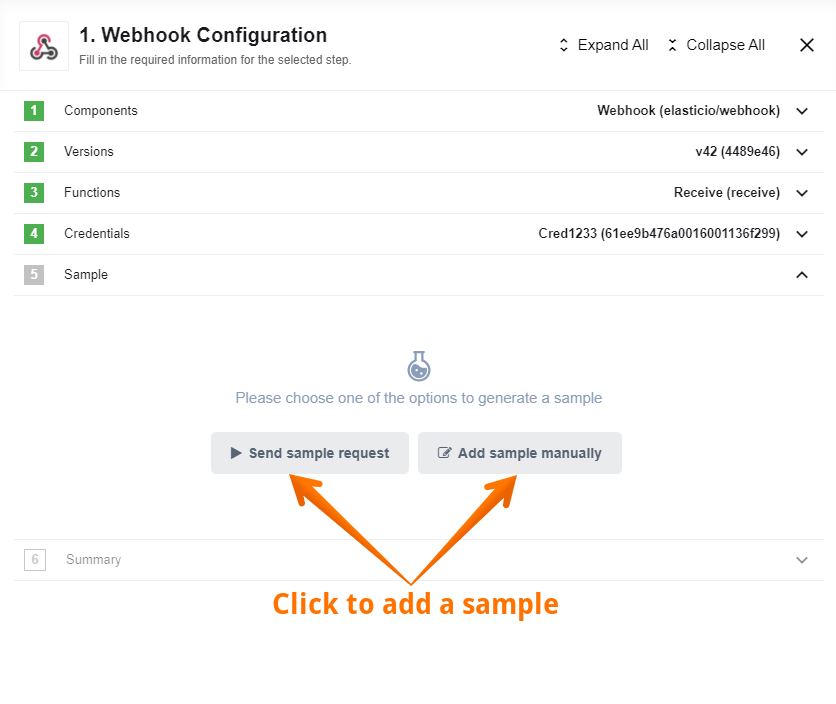 1. Webhook Configuration
Fill in the required information for the selected step.
Expand All
Collapse All
1 Components Webhook (elasticio/webhook)
2 Versions v42 (4489e46)
3 Functions Receive (receive)
4 Credentials Cred1233 (61ee9b476a0016001136f299)
5 Sample
Please choose one of the options to generate a sample
Send sample request
Add sample manually
6 Summary
Click to add a sample